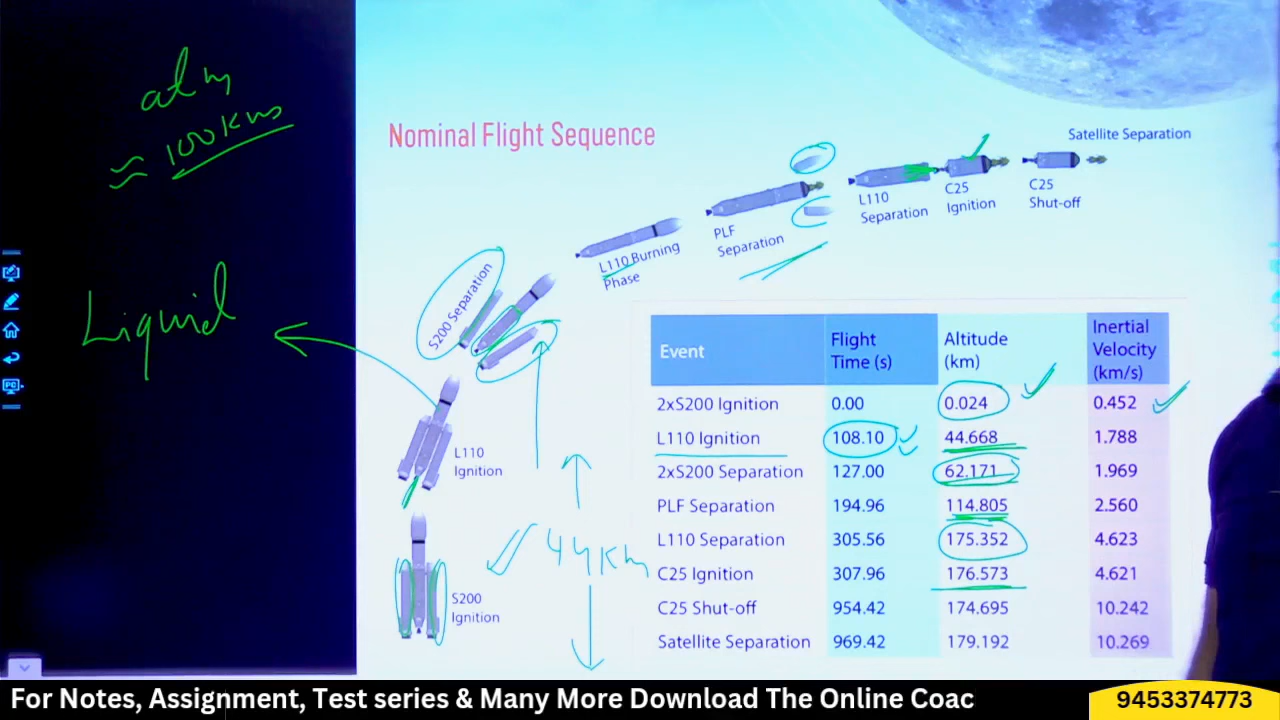 atm
≈ 100 Kms
Liquid
Nominal Flight Sequence
Satellite Separation
C25
Shut-off
C25
Ignition
L110
Separation
PLF
Separation
L110 Burning
Phase
S200 Separation
L110
Ignition
S200
Ignition
44 Km
Event Flight Time (s) Altitude (km) Inertial Velocity (km/s)
2xS200 Ignition 0.00 0.024 0.452
L110 Ignition 108.10 44.668 1.788
2xS200 Separation 127.00 62.171 1.969
PLF Separation 194.96 114.805 2.560
L110 Separation 305.56 175.352 4.623
C25 Ignition 307.96 176.573 4.621
C25 Shut-off 954.42 174.695 10.242
Satellite Separation 969.42 179.192 10.269
PC
For Notes, Assignment, Test series & Many More Download The Online Coac
9453374773